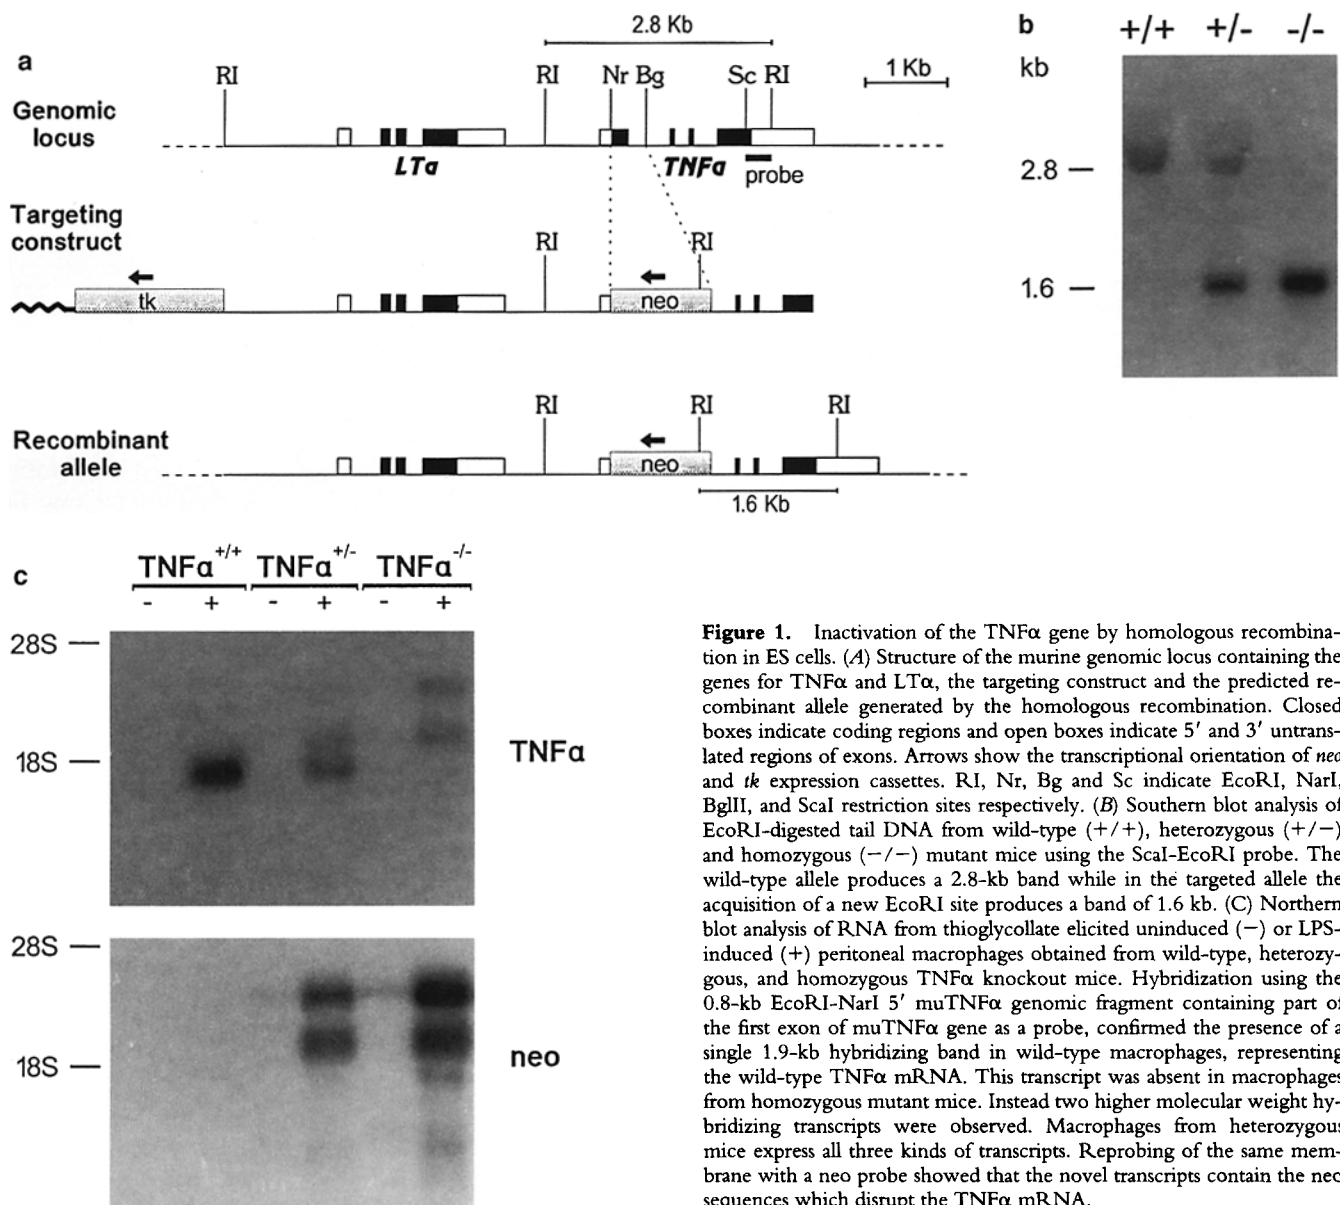 a
2.8 Kb
RI RI Nr Bg Sc RI
1 Kb
Genomic
locus
LTα TNFα
probe
Targeting
construct
RI RI
tk neo
Recombinant
allele
RI RI RI
neo
1.6 Kb
b
+/+ +/- -/-
kb
2.8
1.6
c
TNFα+/+ TNFα+/- TNFα-/-
- + - + - +
28S
18S
TNFα
28S
18S
neo
Figure 1. Inactivation of the TNFα gene by homologous recombina-
tion in ES cells. (A) Structure of the murine genomic locus containing the
genes for TNFα and LTα, the targeting construct and the predicted re-
combinant allele generated by the homologous recombination. Closed
boxes indicate coding regions and open boxes indicate 5′ and 3′ untrans-
lated regions of exons. Arrows show the transcriptional orientation of neo
and tk expression cassettes. RI, Nr, Bg and Sc indicate EcoRI, NarI,
BglII, and ScaI restriction sites respectively. (B) Southern blot analysis of
EcoRI-digested tail DNA from wild-type (+/+), heterozygous (+/−)
and homozygous (−/−) mutant mice using the ScaI-EcoRI probe. The
wild-type allele produces a 2.8-kb band while in the targeted allele the
acquisition of a new EcoRI site produces a band of 1.6 kb. (C) Northern
blot analysis of RNA from thioglycollate elicited uninduced (−) or LPS-
induced (+) peritoneal macrophages obtained from wild-type, heterozy-
gous, and homozygous TNFα knockout mice. Hybridization using the
0.8-kb EcoRI-NarI 5′ muTNFα genomic fragment containing part of
the first exon of muTNFα gene as a probe, confirmed the presence of a
single 1.9-kb hybridizing band in wild-type macrophages, representing
the wild-type TNFα mRNA. This transcript was absent in macrophages
from homozygous mutant mice. Instead two higher molecular weight hy-
bridizing transcripts were observed. Macrophages from heterozygous
mice express all three kinds of transcripts. Reprobing of the same mem-
brane with a neo probe showed that the novel transcripts contain the neo
sequences which disrupt the TNFα mRNA.